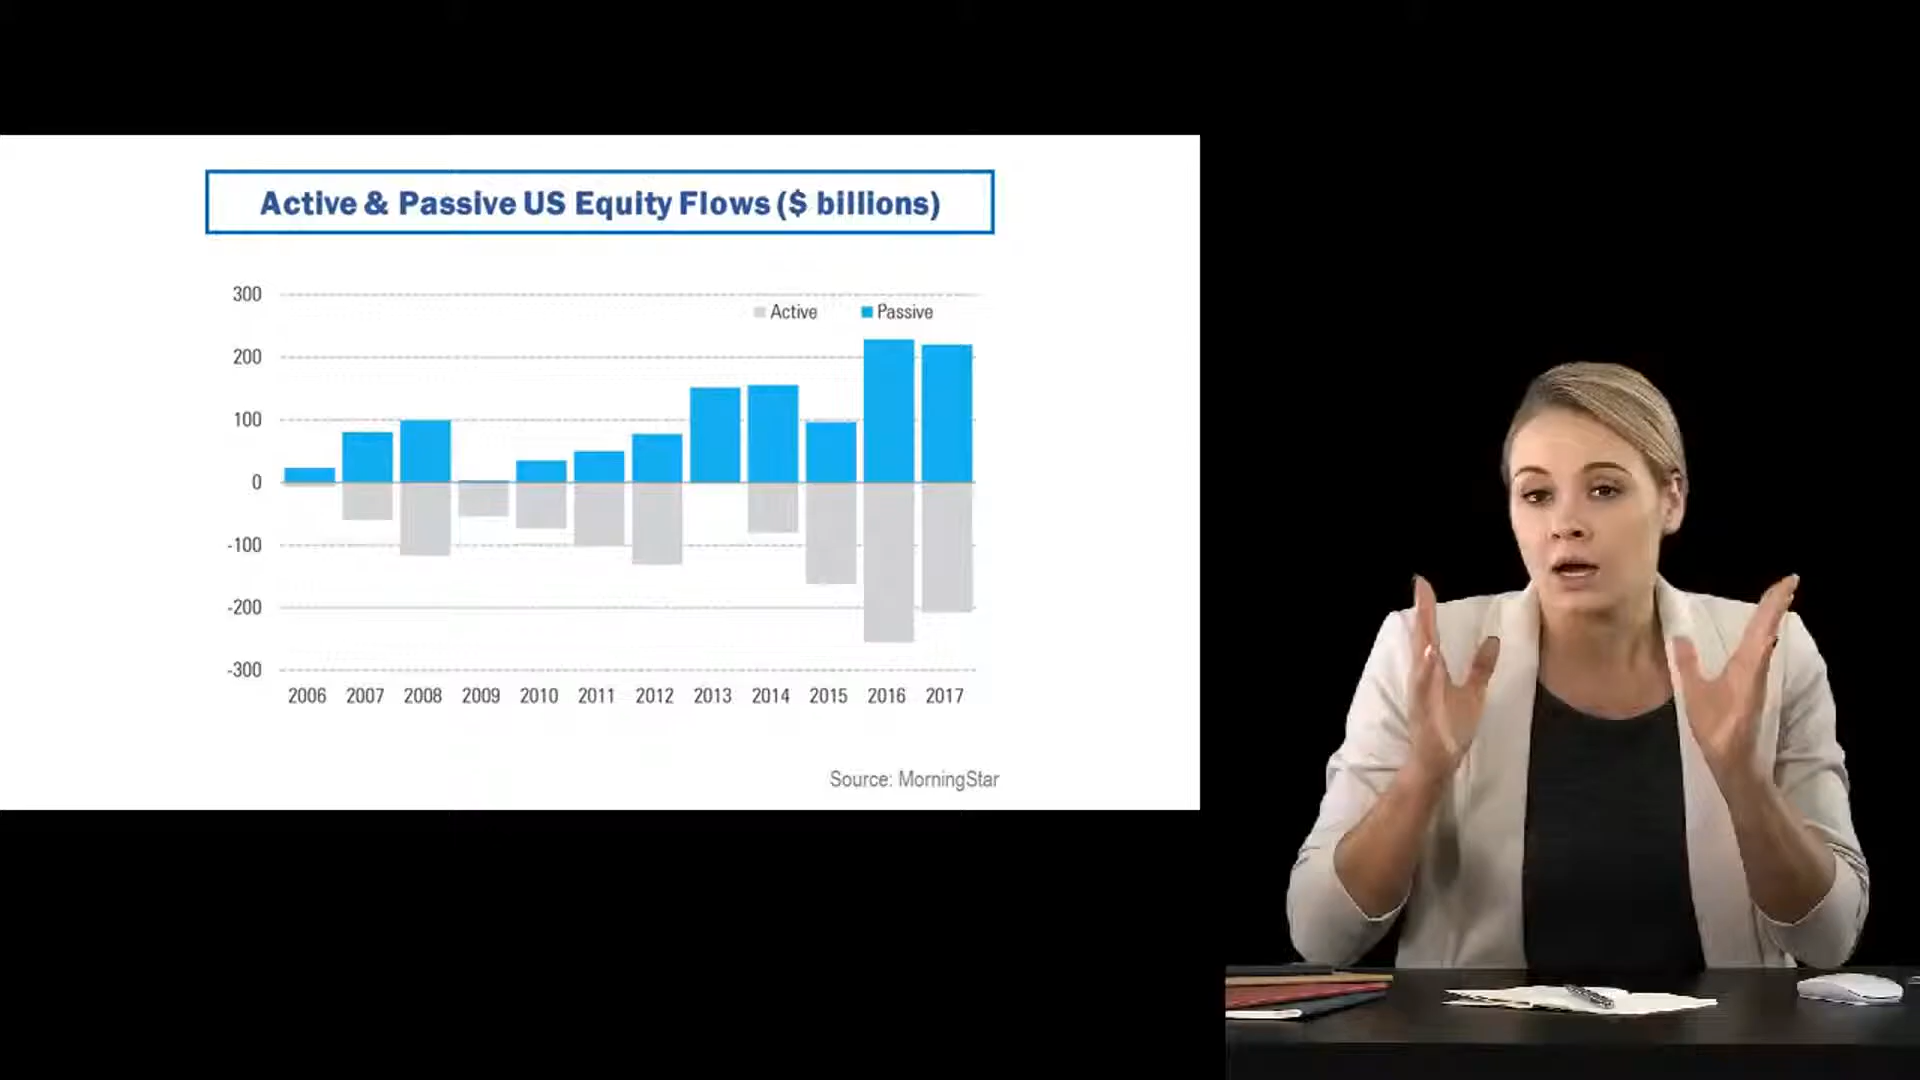 Active & Passive US Equity Flows ($ billions)
300
Active Passive
200
100
0
-100
-200
-300
2006 2007 2008 2009 2010 2011 2012 2013 2014 2015 2016 2017
Source: MorningStar